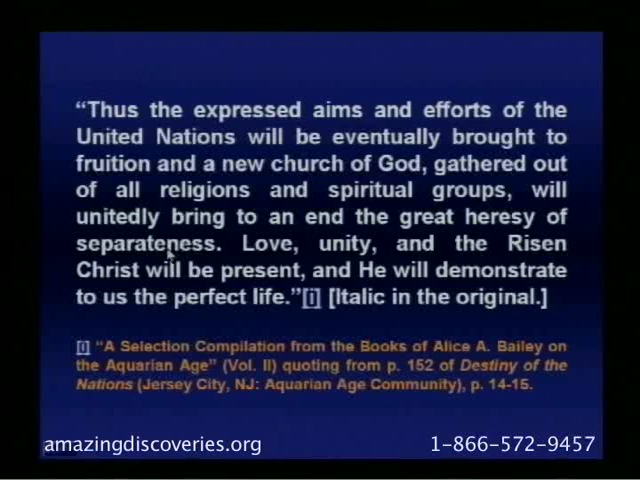 “Thus the expressed aims and efforts of the
United Nations will be eventually brought to
fruition and a new church of God, gathered out
of all religions and spiritual groups, will
unitedly bring to an end the great heresy of
separateness. Love, unity, and the Risen
Christ will be present, and He will demonstrate
to us the perfect life.”[i] [Italic in the original.]
[i] “A Selection Compilation from the Books of Alice A. Bailey on
the Aquarian Age” (Vol. II) quoting from p. 152 of Destiny of the
Nations (Jersey City, NJ: Aquarian Age Community), p. 14-15.
amazingdiscoveries.org 1-866-572-9457